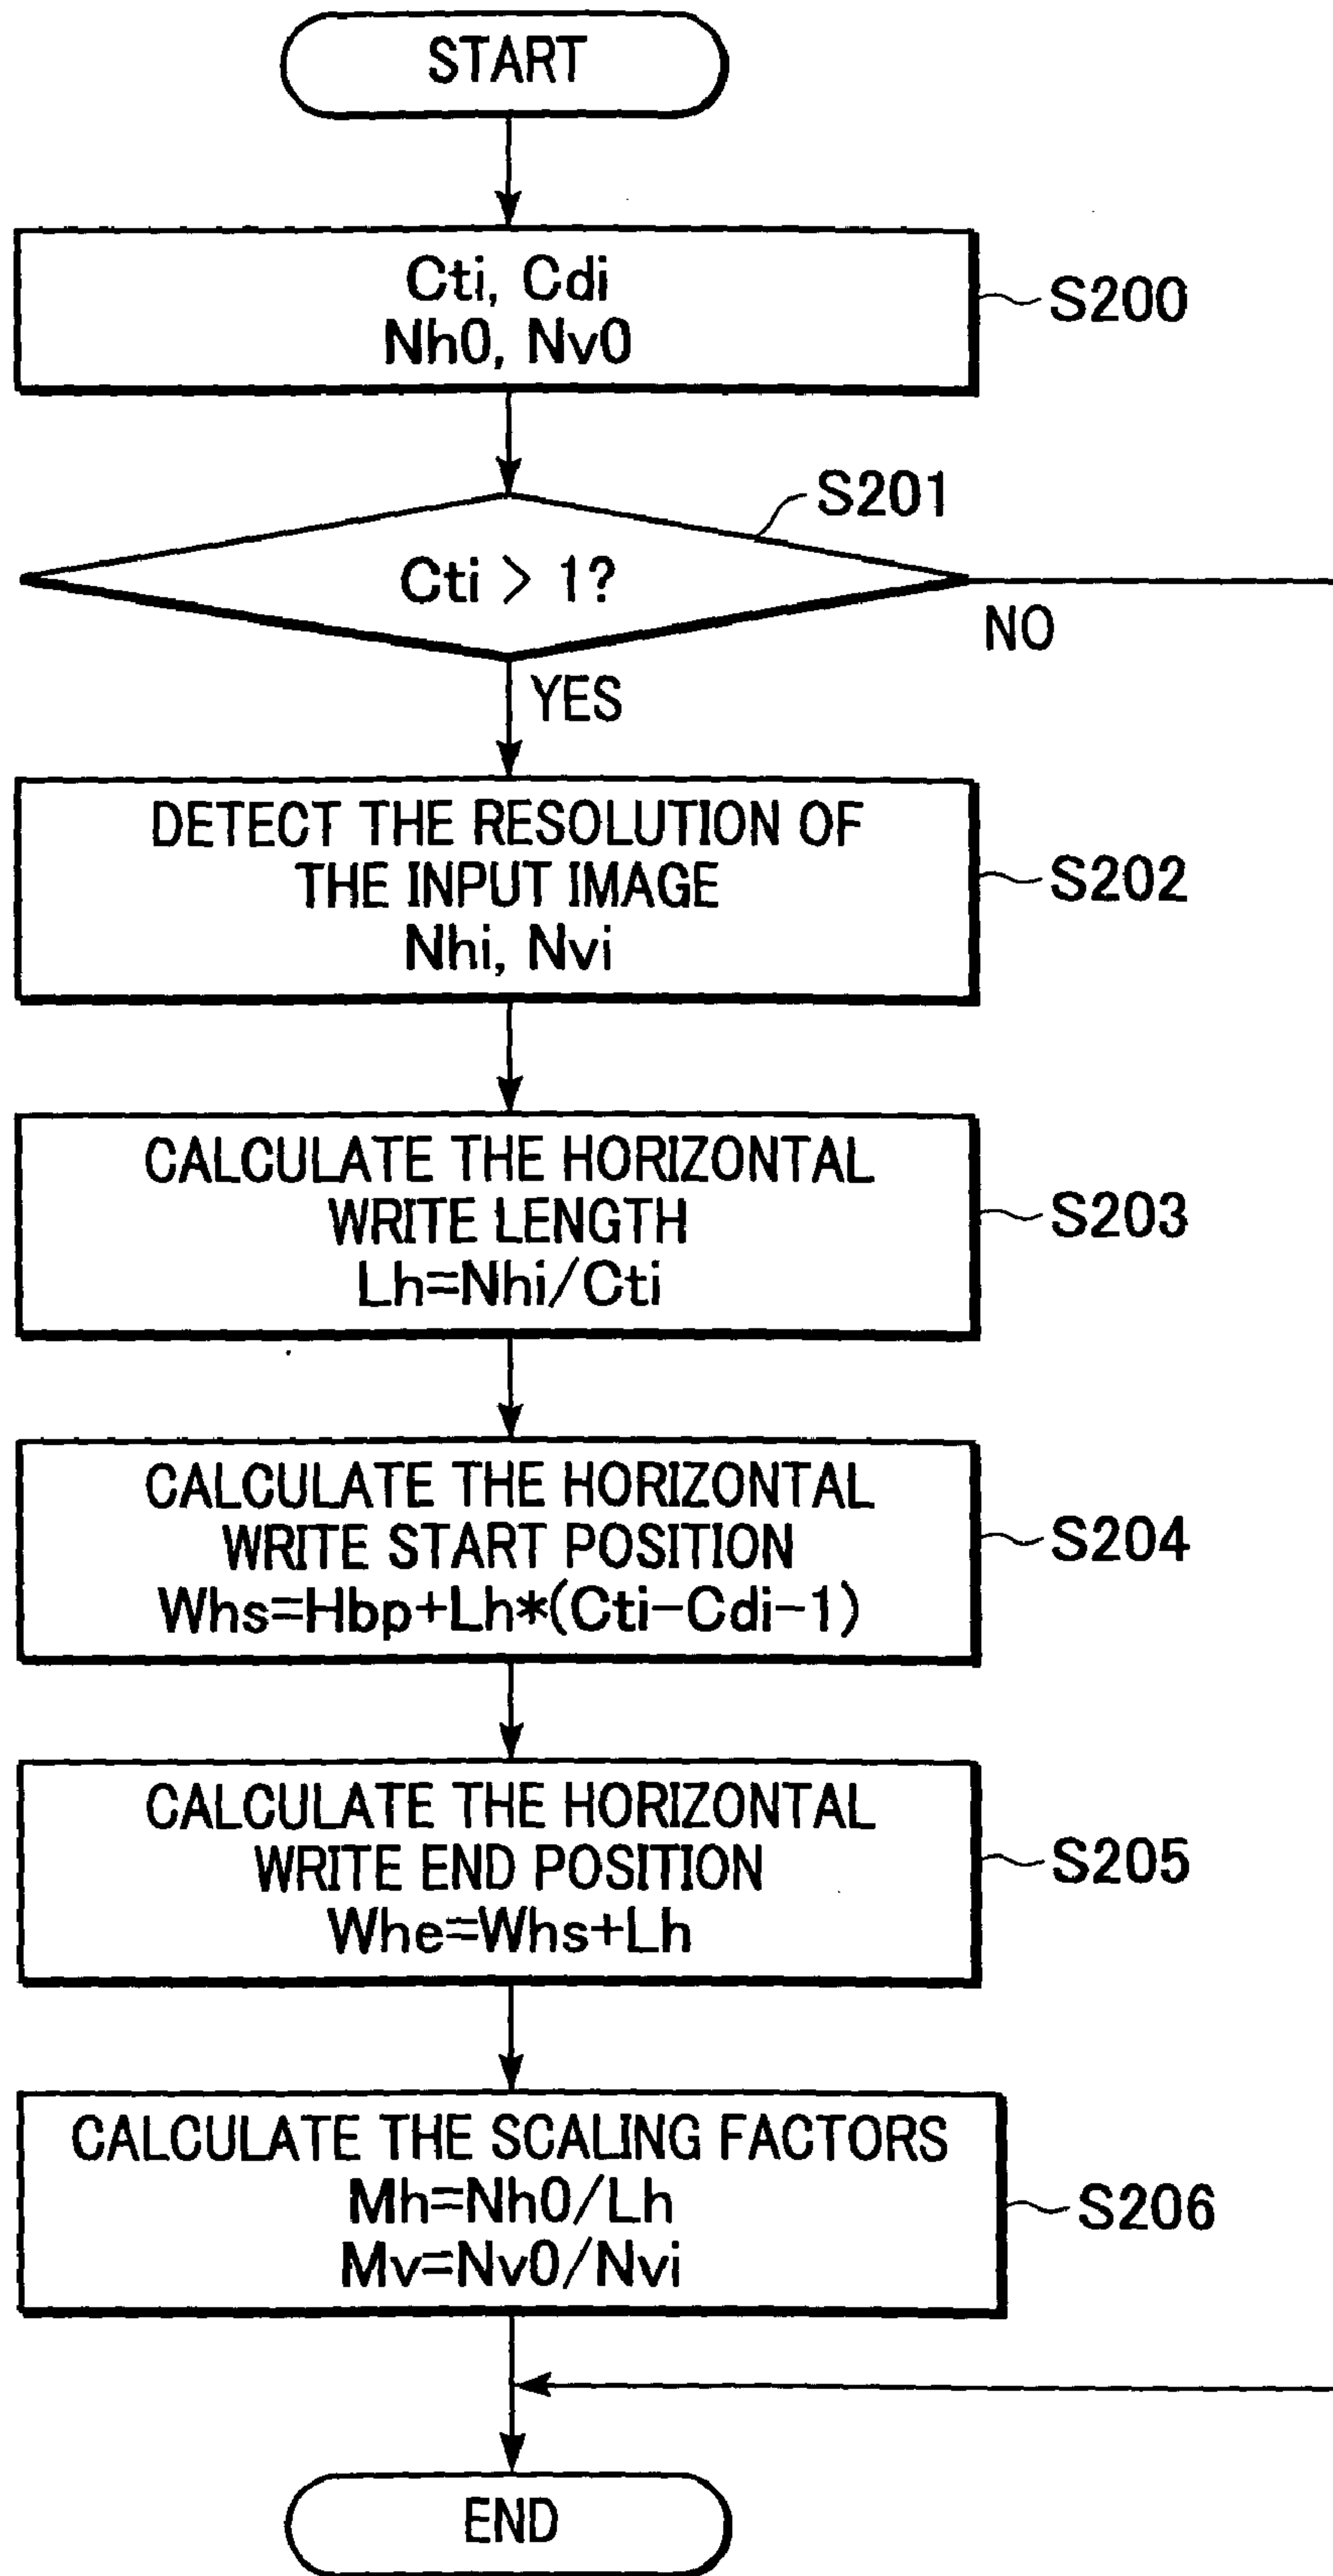 START
Cti, Cdi
Nh0, Nv0
S200
S201
Cti > 1?
NO
YES
DETECT THE RESOLUTION OF
THE INPUT IMAGE
Nhi, Nvi
S202
CALCULATE THE HORIZONTAL
WRITE LENGTH
Lh=Nhi/Cti
S203
CALCULATE THE HORIZONTAL
WRITE START POSITION
Whs=Hbp+Lh*(Cti-Cdi-1)
S204
CALCULATE THE HORIZONTAL
WRITE END POSITION
Whe=Whs+Lh
S205
CALCULATE THE SCALING FACTORS
Mh=Nh0/Lh
Mv=Nv0/Nvi
S206
END